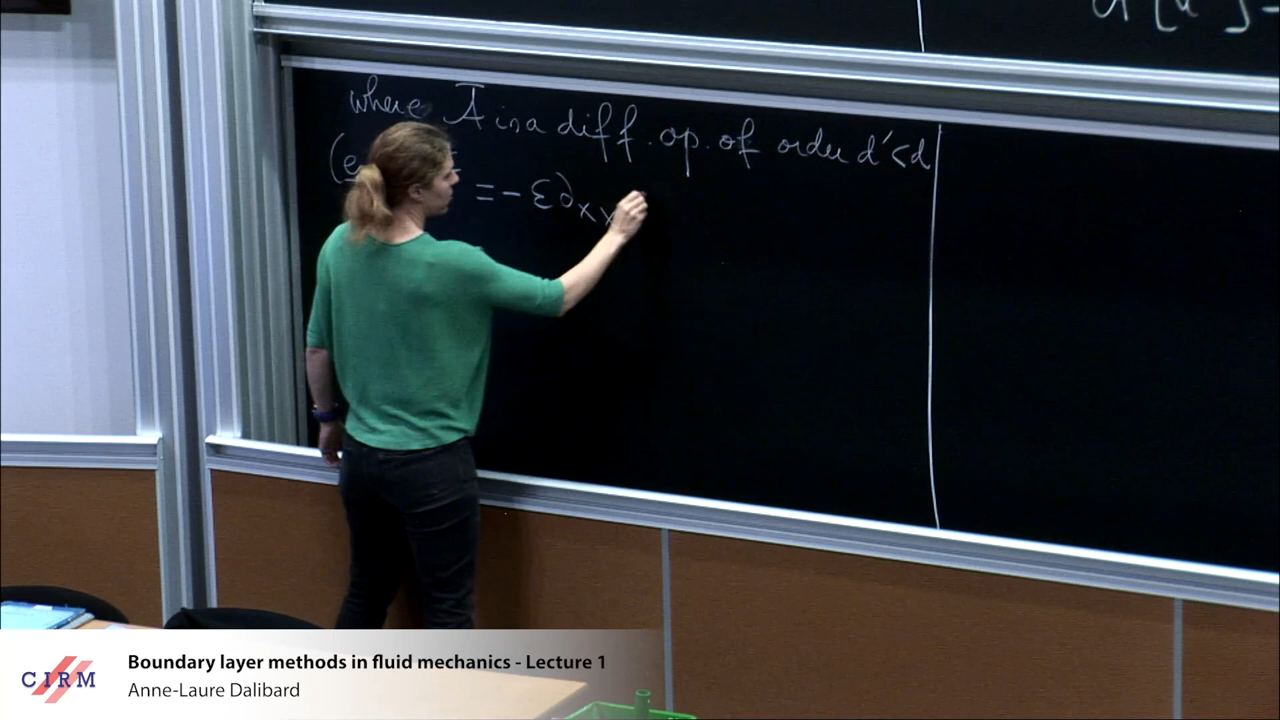 where Ā is a diff. op. of order d'<d
(e
= - ε∂xx
CIRM
Boundary layer methods in fluid mechanics - Lecture 1
Anne-Laure Dalibard